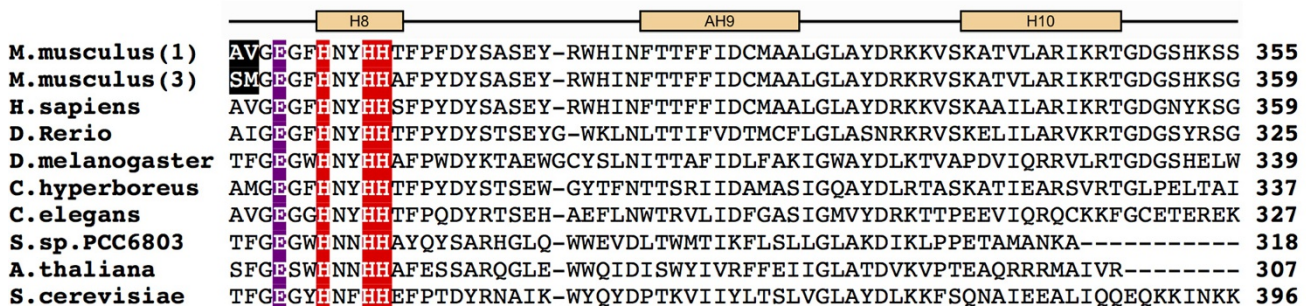 H8 AH9 H10
M.musculus(1) AVGEGFHNYHHTFPFDYSASEY-RWHINFTTFFIDCMAALGLAYDRKKVSKATVLARIKRTGDGSHKSS 355
M.musculus(3) SMGEGFHNYHHAFPYDYSASEY-RWHINFTTFFIDCMAALGLAYDRKRVSKATVLARIKRTGDGSHKSG 359
H.sapiens AVGEGFHNYHHSFPYDYSASEY-RWHINFTTFFIDCMAALGLAYDRKKVSKAAILARIKRTGDGNYKSG 359
D.Rerio AIGEGFHNYHHTFPYDYSTSEYG-WKLNLTTIFVDTMCFLGLASNRKRVSKELILARVKRTGDGSYRSG 325
D.melanogaster TFGEGWHNYHHAFPWDYKTAEWGCYSLNITTAFIDLFAKIGWAYDLKTVAPDVIQRRVLRTGDGSHELW 339
C.hyperboreus AMGEGFHNYHHTFPYDYSTSEW-GYTFNTTSRIIDAMASIGQAYDLRTASKATIEARSVRTGLPELTAI 337
C.elegans AVGEGGHNYHHTFPQDYRTSEH-AEFLNWTRVLIDFGASIGMVYDRKTTPEEVIQRQCKKFGCETEREK 327
S.sp.PCC6803 TFGEGWHNNHHAYQYSARHGLQ-WWEVDLTWMTIKFLSLLGLAKDIKLPPETAMANKA----------- 318
A.thaliana SFGESWHNNHHAFESSARQGLE-WWQIDISWYIVRFFEIIGLATDVKVPTEAQRRRMAIVR-------- 307
S.cerevisiae TFGEGYHNFHHEFPTDYRNAIK-WYQYDPTKVIIYLTSLVGLAYDLKKFSQNAIEEALIQQEQKKINKK 396